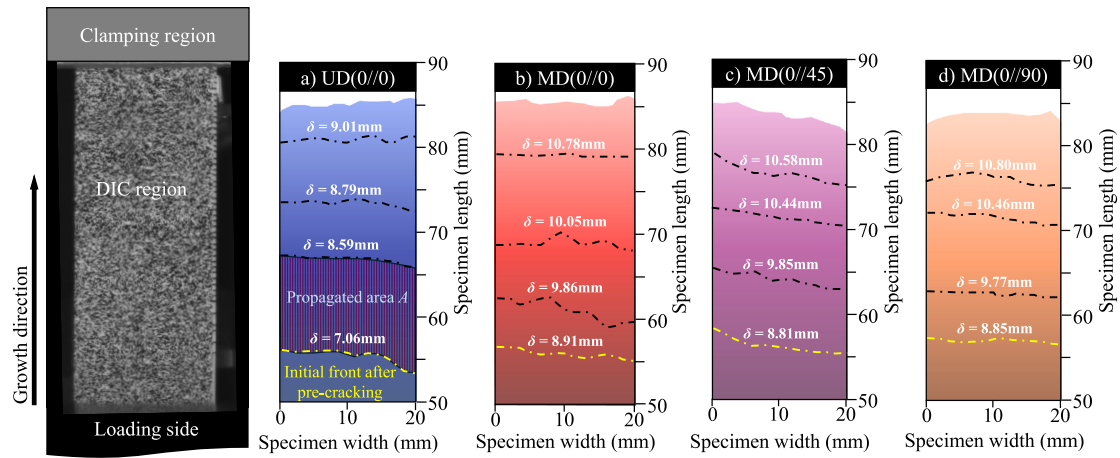 Clamping region
DIC region
Growth direction
Loading side
a) UD(0//0)
δ = 9.01mm
δ = 8.79mm
δ = 8.59mm
Propagated area A
δ = 7.06mm
Initial front after
pre-cracking
90
80
70
60
50
Specimen length (mm)
0 10 20
Specimen width (mm)
b) MD(0//0)
δ = 10.78mm
δ = 10.05mm
δ = 9.86mm
δ = 8.91mm
90
80
70
60
50
Specimen length (mm)
0 10 20
Specimen width (mm)
c) MD(0//45)
δ = 10.58mm
δ = 10.44mm
δ = 9.85mm
δ = 8.81mm
90
80
70
60
50
Specimen length (mm)
0 10 20
Specimen width (mm)
d) MD(0//90)
δ = 10.80mm
δ = 10.46mm
δ = 9.77mm
δ = 8.85mm
90
80
70
60
50
Specimen length (mm)
0 10 20
Specimen width (mm)